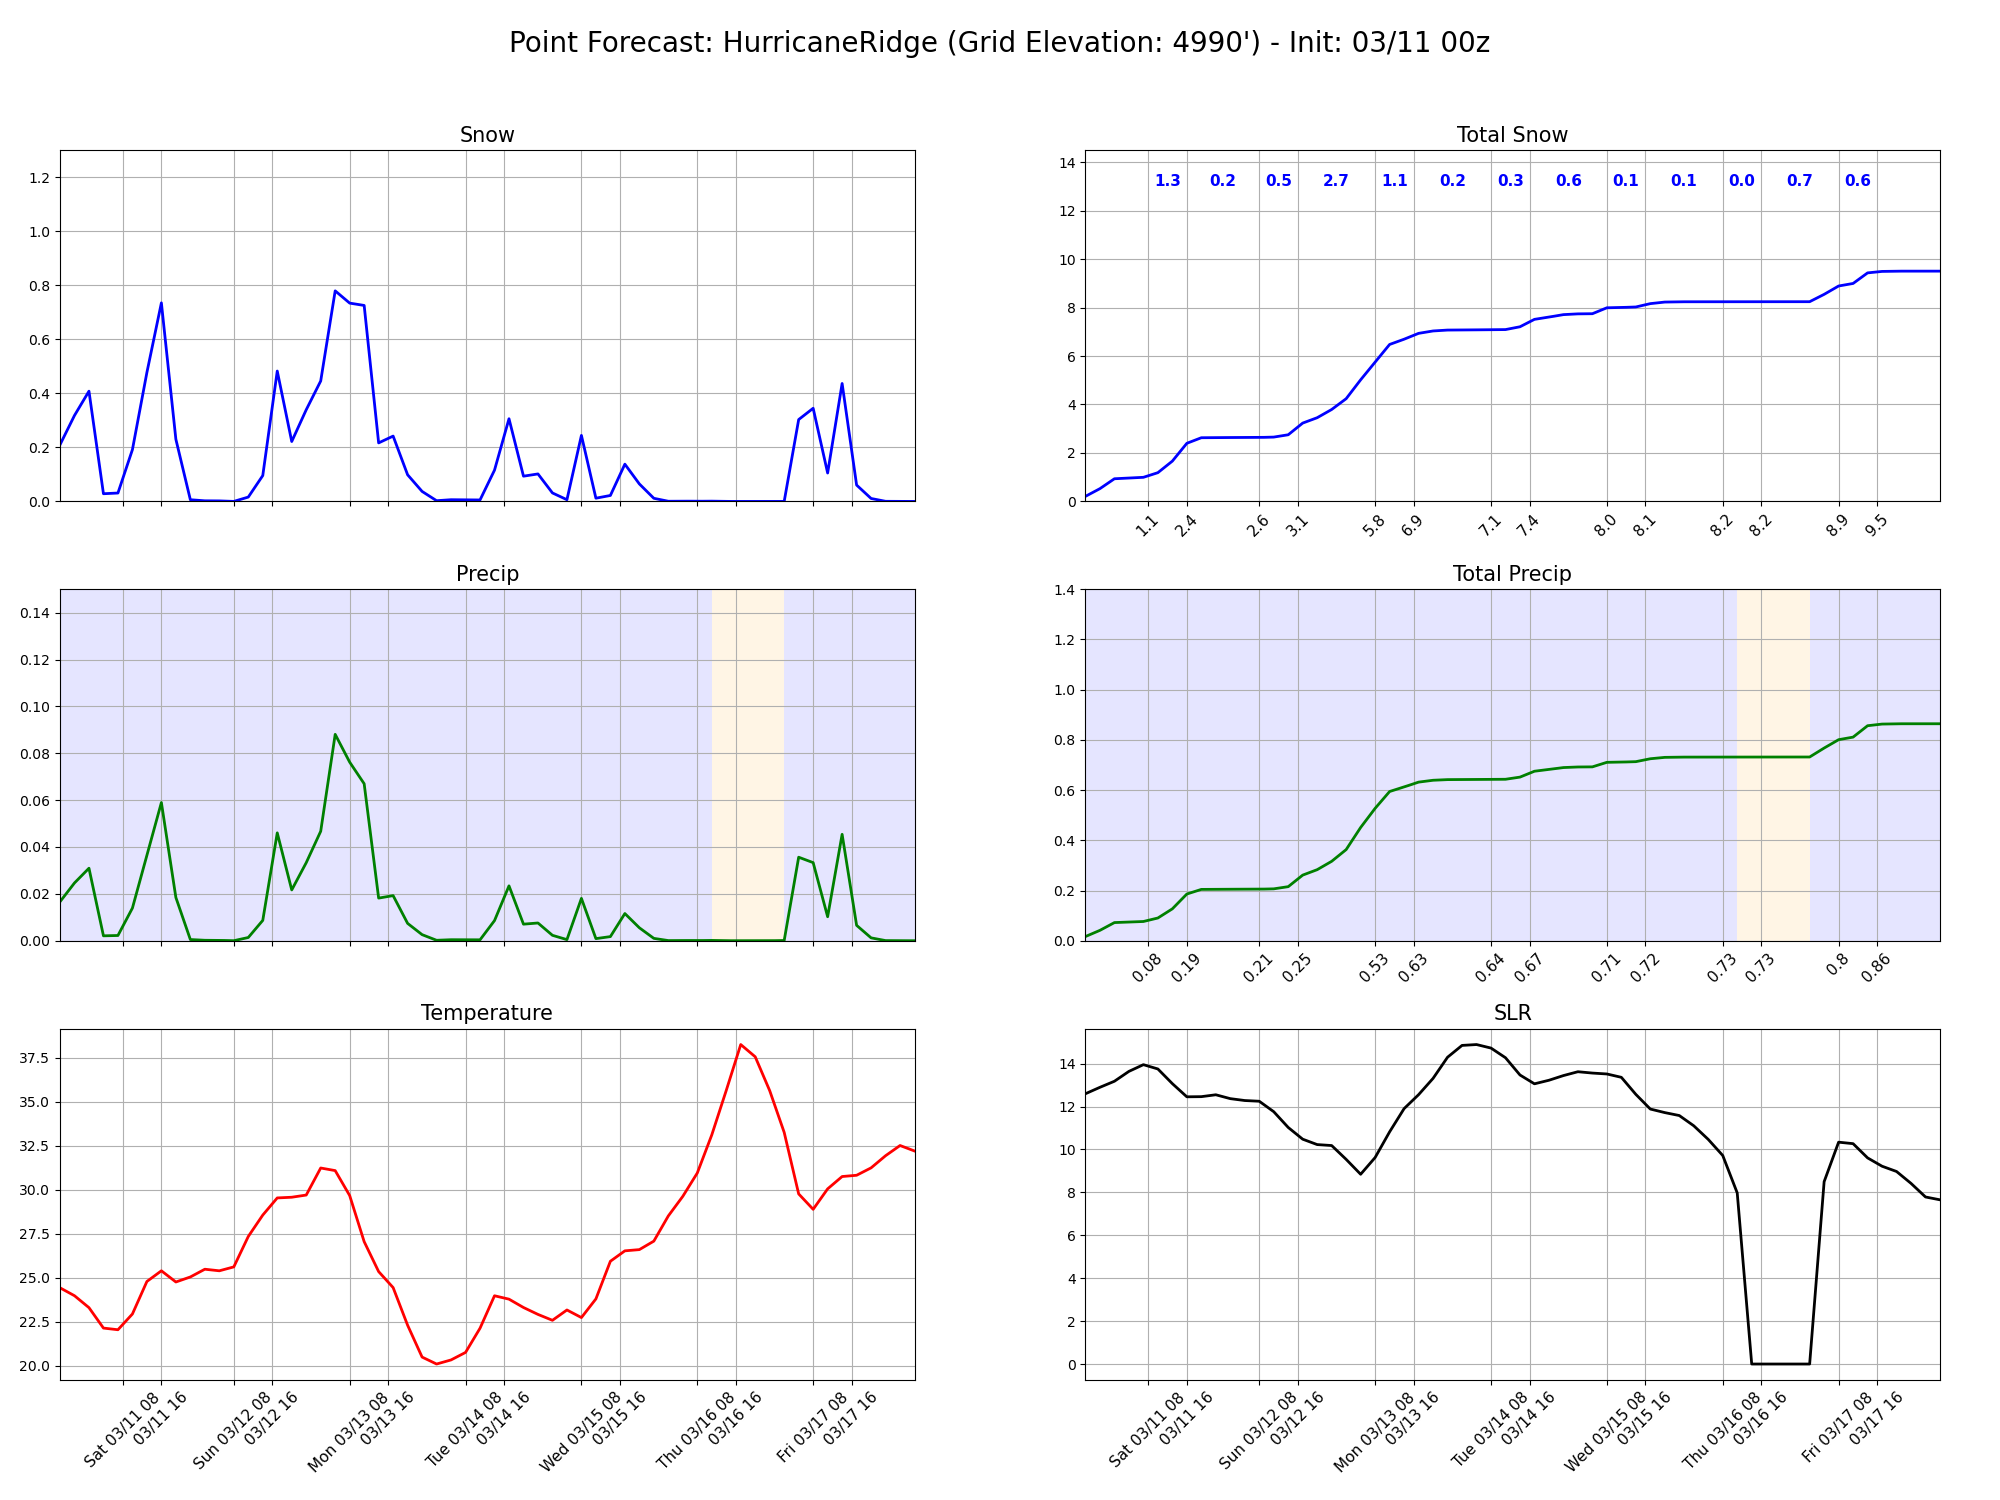 Point Forecast: HurricaneRidge (Grid Elevation: 4990') - Init: 03/11 00z
Snow
1.2
1.0
0.8
0.6
0.4
0.2
0.0
Total Snow
14
12
10
8
6
4
2
0
1.3 0.2 0.5 2.7 1.1 0.2 0.3 0.6 0.1 0.1 0.0 0.7 0.6
1.1 2.4 2.6 3.1 5.8 6.9 7.1 7.4 8.0 8.1 8.2 8.2 8.9 9.5
Precip
0.14
0.12
0.10
0.08
0.06
0.04
0.02
0.00
Total Precip
1.4
1.2
1.0
0.8
0.6
0.4
0.2
0.0
0.08 0.19 0.21 0.25 0.53 0.63 0.64 0.67 0.71 0.72 0.73 0.73 0.8 0.86
Temperature
37.5
35.0
32.5
30.0
27.5
25.0
22.5
20.0
Sat 03/11 08
03/11 16
Sun 03/12 08
03/12 16
Mon 03/13 08
03/13 16
Tue 03/14 08
03/14 16
Wed 03/15 08
03/15 16
Thu 03/16 08
03/16 16
Fri 03/17 08
03/17 16
SLR
14
12
10
8
6
4
2
0
Sat 03/11 08
03/11 16
Sun 03/12 08
03/12 16
Mon 03/13 08
03/13 16
Tue 03/14 08
03/14 16
Wed 03/15 08
03/15 16
Thu 03/16 08
03/16 16
Fri 03/17 08
03/17 16